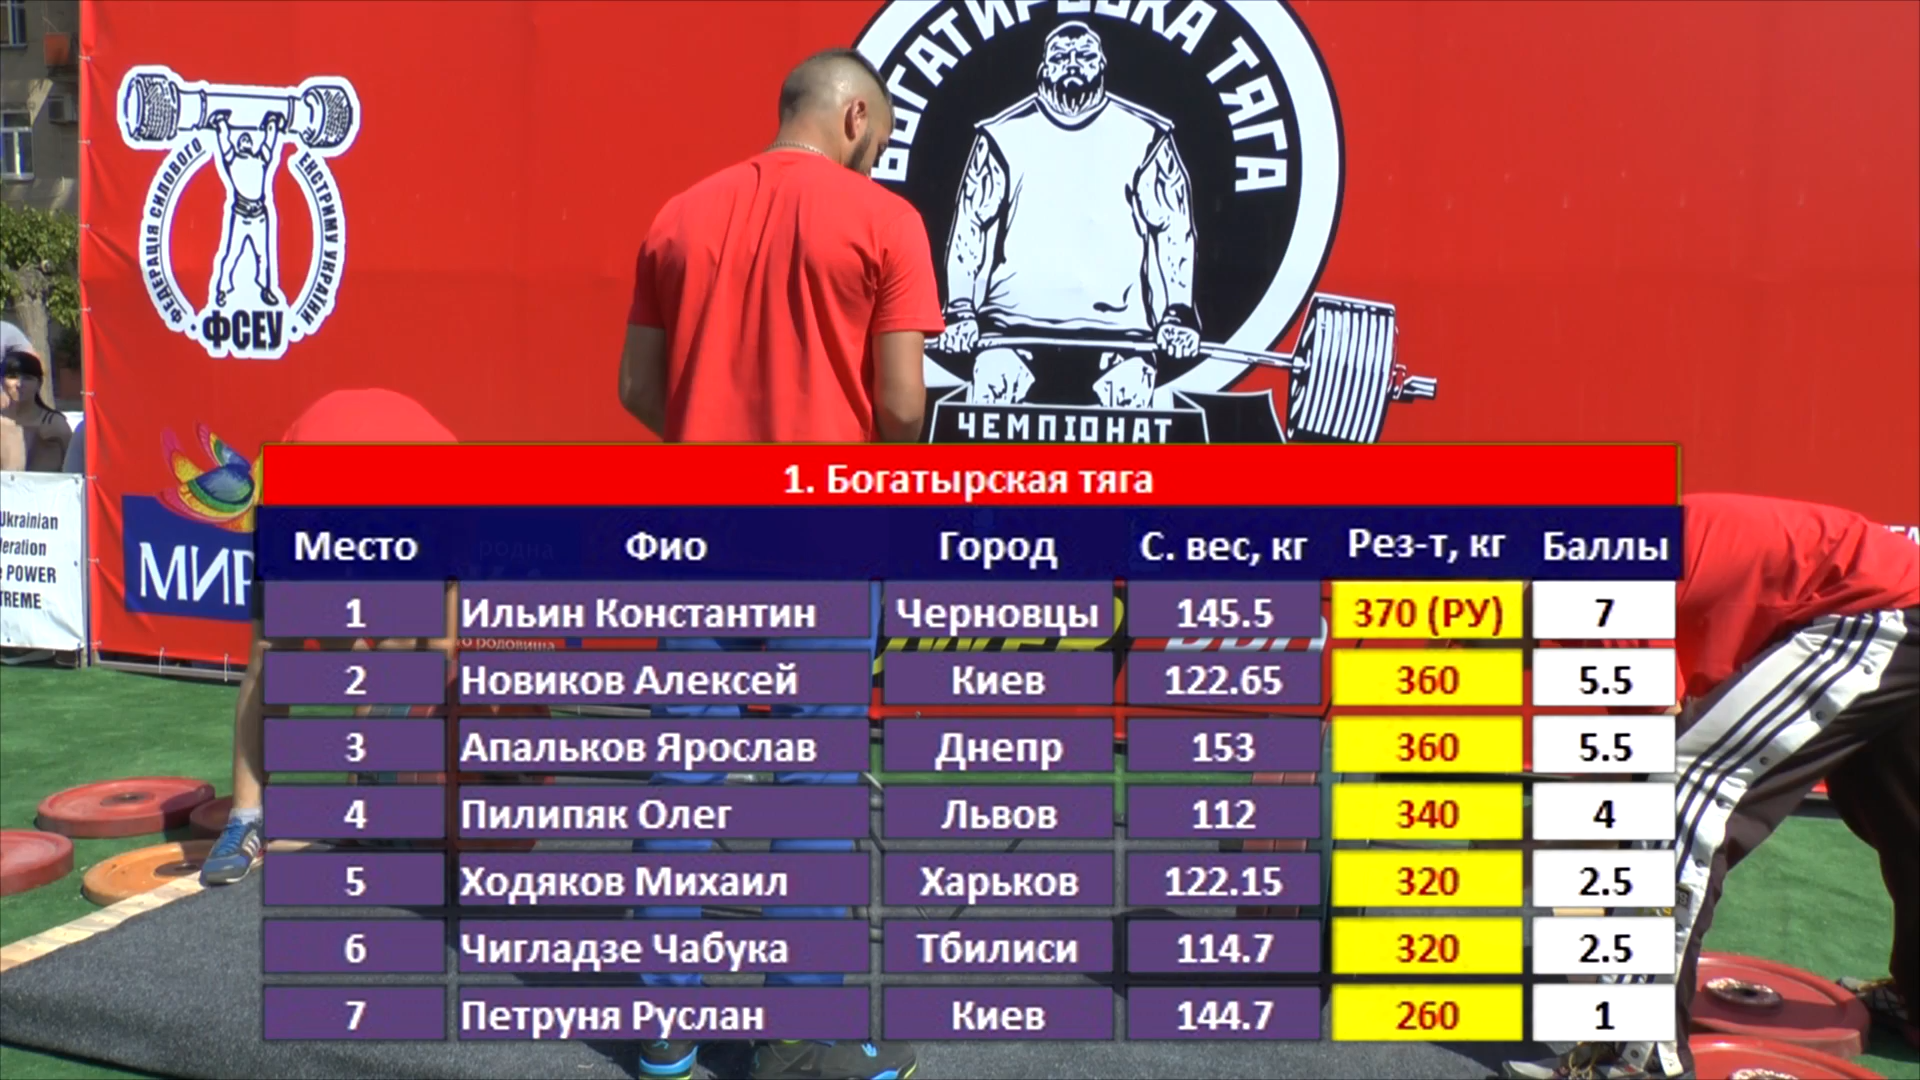 БОГАТИРСЬКА ТЯГА
ФЕДЕРАЦІЯ СИЛОВОГО ЕКСТРИМУ УКРАЇНИ
ФСЕУ
ЧЕМПІОНАТ
1. Богатырская тяга
Место Фио Город С. вес, кг Рез-т, кг Баллы
1 Ильин Константин Черновцы 145.5 370 (РУ) 7
2 Новиков Алексей Киев 122.65 360 5.5
3 Апальков Ярослав Днепр 153 360 5.5
4 Пилипяк Олег Львов 112 340 4
5 Ходяков Михаил Харьков 122.15 320 2.5
6 Чигладзе Чабука Тбилиси 114.7 320 2.5
7 Петруня Руслан Киев 144.7 260 1
МИР
Ukrainian
POWER